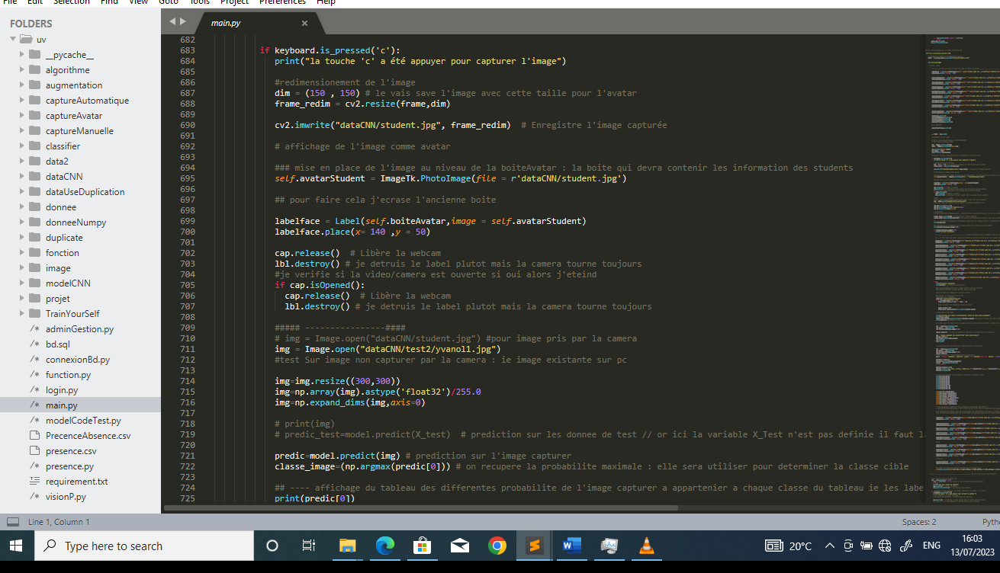 File Edit Selection Find View Goto Tools Project Preferences Help
FOLDERS
uv
__pycache__
algorithme
augmentation
captureAutomatique
captureAvatar
captureManuelle
classifier
data2
dataCNN
dataUseDuplication
donnee
donneeNumpy
duplicate
fonction
image
modelCNN
projet
TrainYourSelf
/* adminGestion.py
/* bd.sql
/* connexionBd.py
/* function.py
/* login.py
/* main.py
/* modelCodeTest.py
PrecenceAbsence.csv
presence.csv
/* presence.py
requirement.txt
/* visionP.py
main.py ×
682
683 if keyboard.is_pressed('c'):
684 print("la touche 'c' a été appuyer pour capturer l'image")
685
686 #redimensionement de l'image
687 dim = (150 , 150) # le vais save l'image avec cette taille pour l'avatar
688 frame_redim = cv2.resize(frame,dim)
689
690 cv2.imwrite("dataCNN/student.jpg", frame_redim) # Enregistre l'image capturée
691
692 # affichage de l'image comme avatar
693
694 ### mise en place de l'image au niveau de la boiteAvatar : la boite qui devra contenir les information des students
695 self.avatarStudent = ImageTk.PhotoImage(file = r'dataCNN/student.jpg')
696
697 ## pour faire cela j'ecrase l'ancienne boite
698
699 labelface = Label(self.boiteAvatar,image = self.avatarStudent)
700 labelface.place(x= 140 ,y = 50)
701
702 cap.release() # Libère la webcam
703 lbl.destroy() # je detruis le label plutot mais la camera tourne toujours
704 #je verifie si la video/camera est ouverte si oui alors j'eteind
705 if cap.isOpened():
706 cap.release() # Libère la webcam
707 lbl.destroy() # je detruis le label plutot mais la camera tourne toujours
708
709 ##### ----------------####
710 # img = Image.open("dataCNN/student.jpg") #pour image pris par la camera
711 img = Image.open("dataCNN/test2/yvano11.jpg")
712 #test Sur image non capturer par la camera : ie image existante sur pc
713
714 img=img.resize((300,300))
715 img=np.array(img).astype('float32')/255.0
716 img=np.expand_dims(img,axis=0)
717
718 # print(img)
719 # predic_test=model.predict(X_test) # prediction sur les donnee de test // or ici la variable X_Test n'est pas definie il faut l
720
721 predic=model.predict(img) # prediction sur l'image capturer
722 classe_image=(np.argmax(predic[0])) # on recupere la probabilite maximale : elle sera utiliser pour determiner la classe cible
723
724 ## ---- affichage du tableau des differentes probabilite de l'image capturer a appartenier a chaque classe du tableau ie les labe
725 print(predic[0])
Line 1, Column 1
Spaces: 2
Pyth
Type here to search
20°C
ENG
16:03
13/07/2023